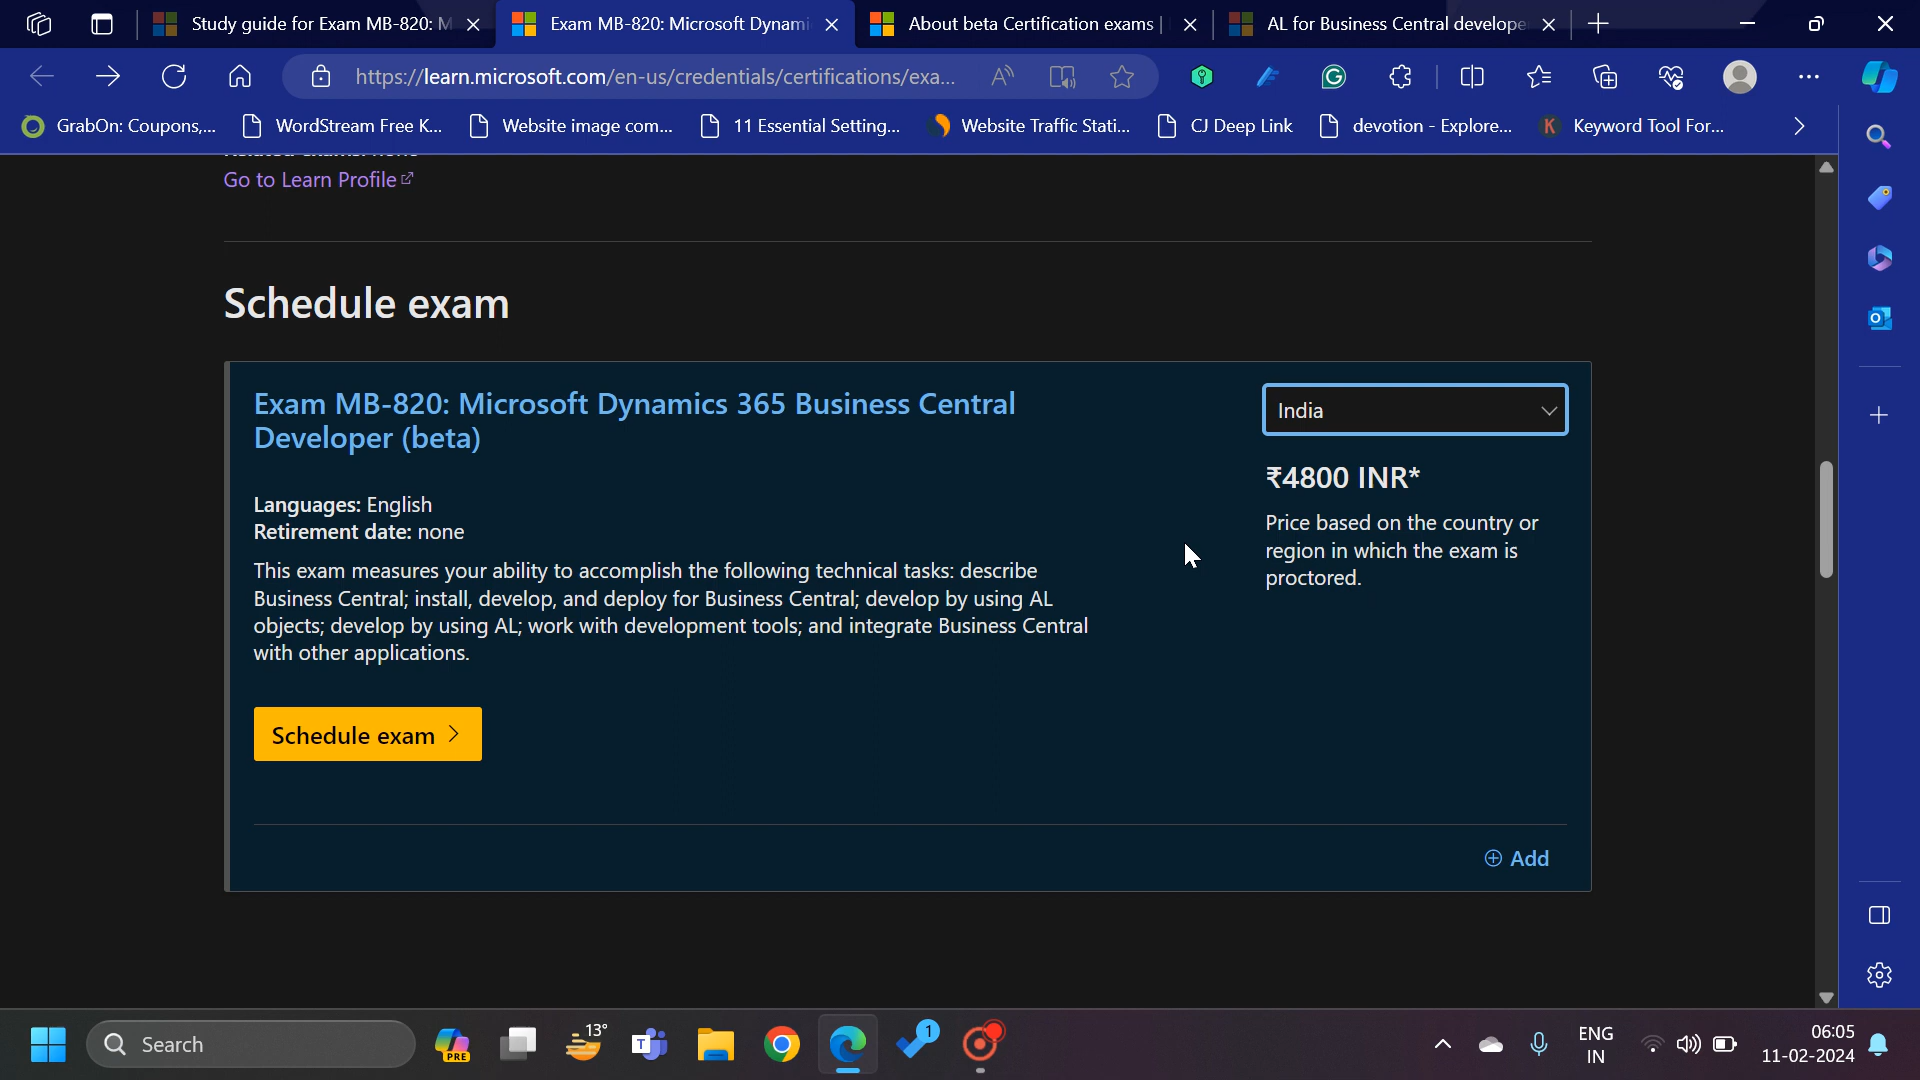 Study guide for Exam MB-820: M
Exam MB-820: Microsoft Dynami
About beta Certification exams |
AL for Business Central develope
https://learn.microsoft.com/en-us/credentials/certifications/exa...
GrabOn: Coupons,...
WordStream Free K...
Website image com...
11 Essential Setting...
Website Traffic Stati...
CJ Deep Link
devotion - Explore...
Keyword Tool For...
Go to Learn Profile
Schedule exam
Exam MB-820: Microsoft Dynamics 365 Business Central
Developer (beta)
India
₹4800 INR*
Languages: English
Retirement date: none
Price based on the country or
region in which the exam is
proctored.
This exam measures your ability to accomplish the following technical tasks: describe
Business Central; install, develop, and deploy for Business Central; develop by using AL
objects; develop by using AL; work with development tools; and integrate Business Central
with other applications.
Schedule exam
Add
Search
PRE
13°
1
ENG
IN
06:05
11-02-2024